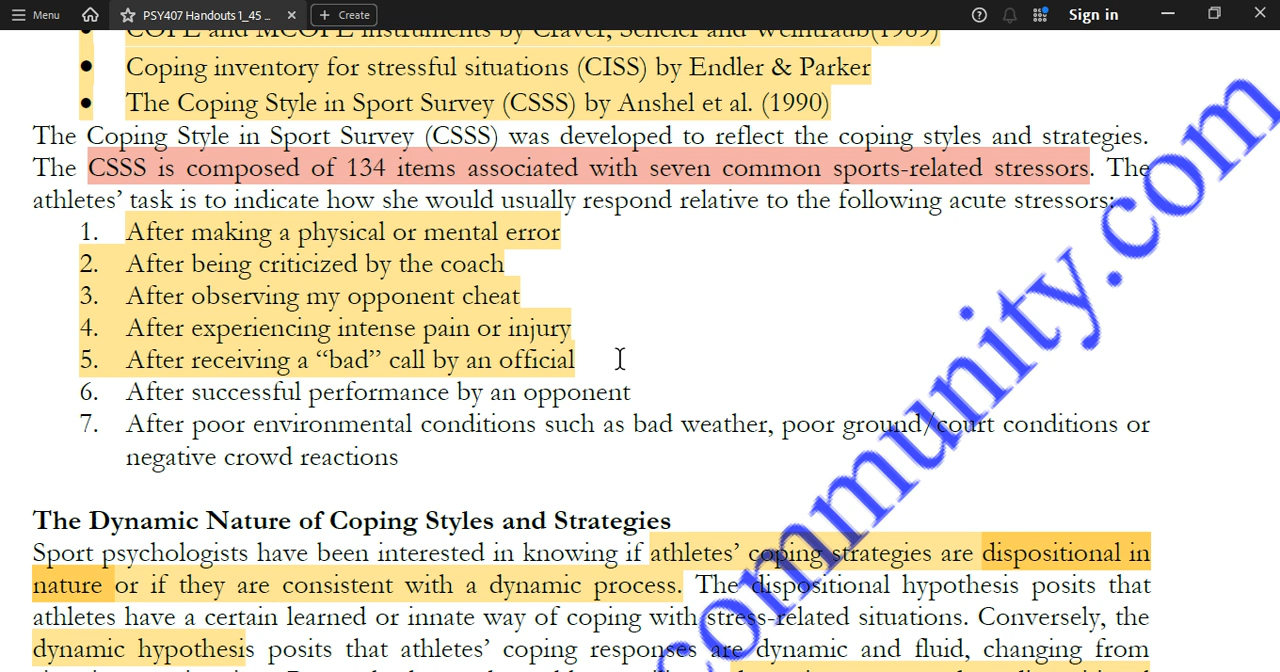 Menu
PSY407 Handouts 1_45 ...
Create
Sign in
COPE and MCOPE instruments by Craver, Scheier and Weintraub(1989)
• Coping inventory for stressful situations (CISS) by Endler & Parker
• The Coping Style in Sport Survey (CSSS) by Anshel et al. (1990)
The Coping Style in Sport Survey (CSSS) was developed to reflect the coping styles and strategies.
The CSSS is composed of 134 items associated with seven common sports-related stressors. The
athletes' task is to indicate how she would usually respond relative to the following acute stressors:
1. After making a physical or mental error
2. After being criticized by the coach
3. After observing my opponent cheat
4. After experiencing intense pain or injury
5. After receiving a “bad” call by an official
6. After successful performance by an opponent
7. After poor environmental conditions such as bad weather, poor ground/court conditions or
negative crowd reactions
The Dynamic Nature of Coping Styles and Strategies
Sport psychologists have been interested in knowing if athletes' coping strategies are dispositional in
nature or if they are consistent with a dynamic process. The dispositional hypothesis posits that
athletes have a certain learned or innate way of coping with stress-related situations. Conversely, the
dynamic hypothesis posits that athletes' coping responses are dynamic and fluid, changing from
community.com